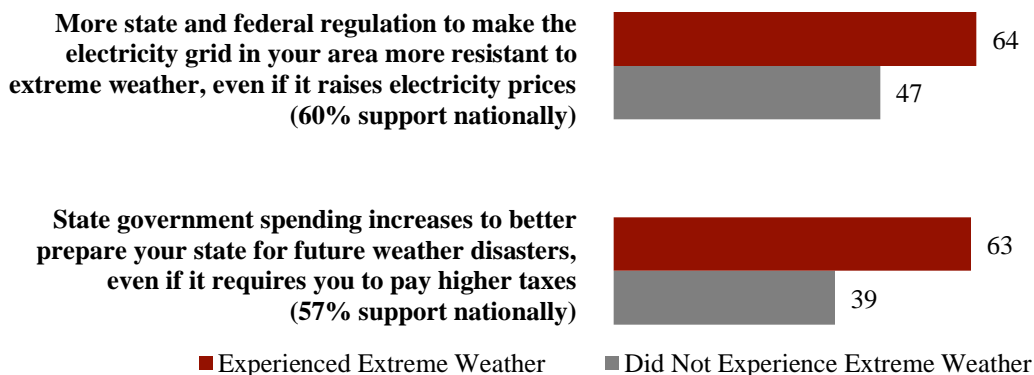 More state and federal regulation to make the
electricity grid in your area more resistant to
extreme weather, even if it raises electricity prices
(60% support nationally)
64
47
State government spending increases to better
prepare your state for future weather disasters,
even if it requires you to pay higher taxes
(57% support nationally)
63
39
Experienced Extreme Weather
Did Not Experience Extreme Weather